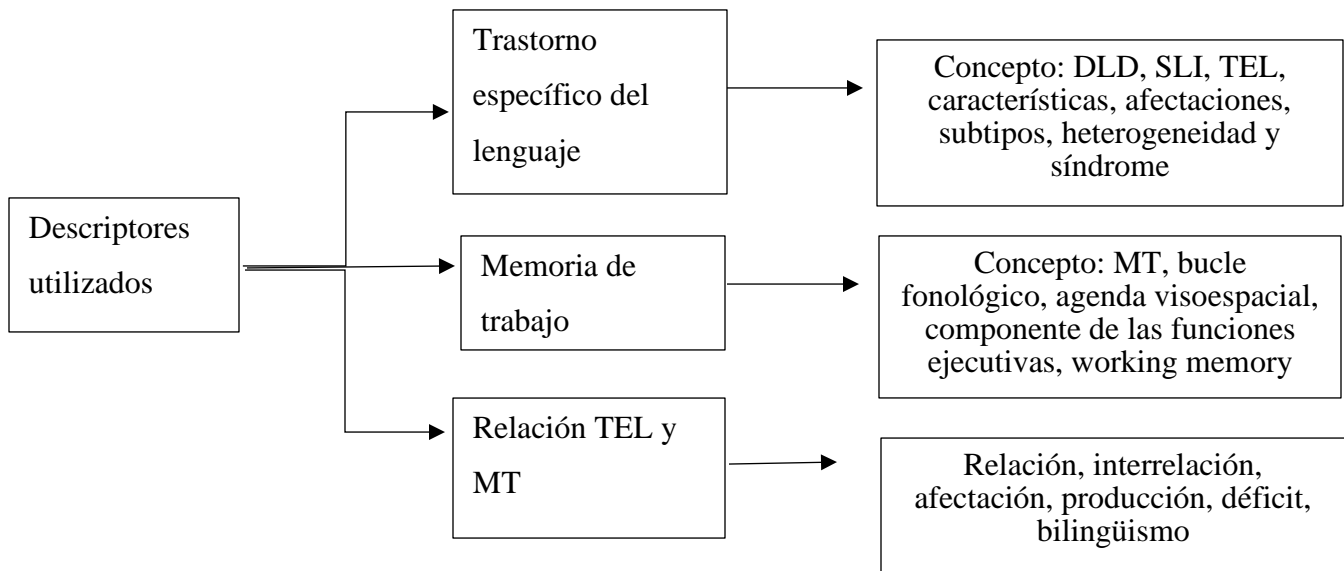 Descriptores
utilizados
Trastorno
específico del
lenguaje
Concepto: DLD, SLI, TEL,
características, afectaciones,
subtipos, heterogeneidad y
síndrome
Memoria de
trabajo
Concepto: MT, bucle
fonológico, agenda visoespacial,
componente de las funciones
ejecutivas, working memory
Relación TEL y
MT
Relación, interrelación,
afectación, producción, déficit,
bilingüismo